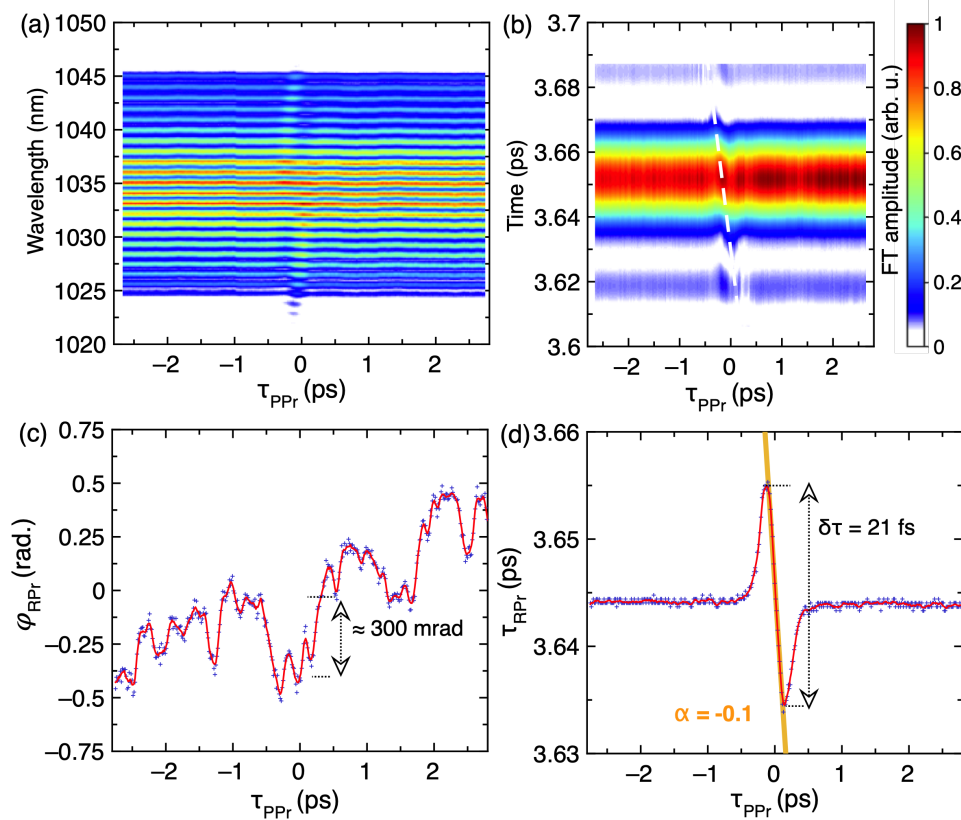 (a)
1050
1045
1040
1035
1030
1025
1020
Wavelength (nm)
−2 −1 0 1 2
τPPr (ps)
(b)
3.7
3.68
3.66
3.64
3.62
3.6
Time (ps)
−2 −1 0 1 2
τPPr (ps)
1
0.8
0.6
0.4
0.2
0
FT amplitude (arb. u.)
(c)
0.75
0.5
0.25
0
−0.25
−0.5
−0.75
φRPr (rad.)
≈ 300 mrad
−2 −1 0 1 2
τPPr (ps)
(d)
3.66
3.65
3.64
3.63
τRPr (ps)
δτ = 21 fs
α = -0.1
−2 −1 0 1 2
τPPr (ps)